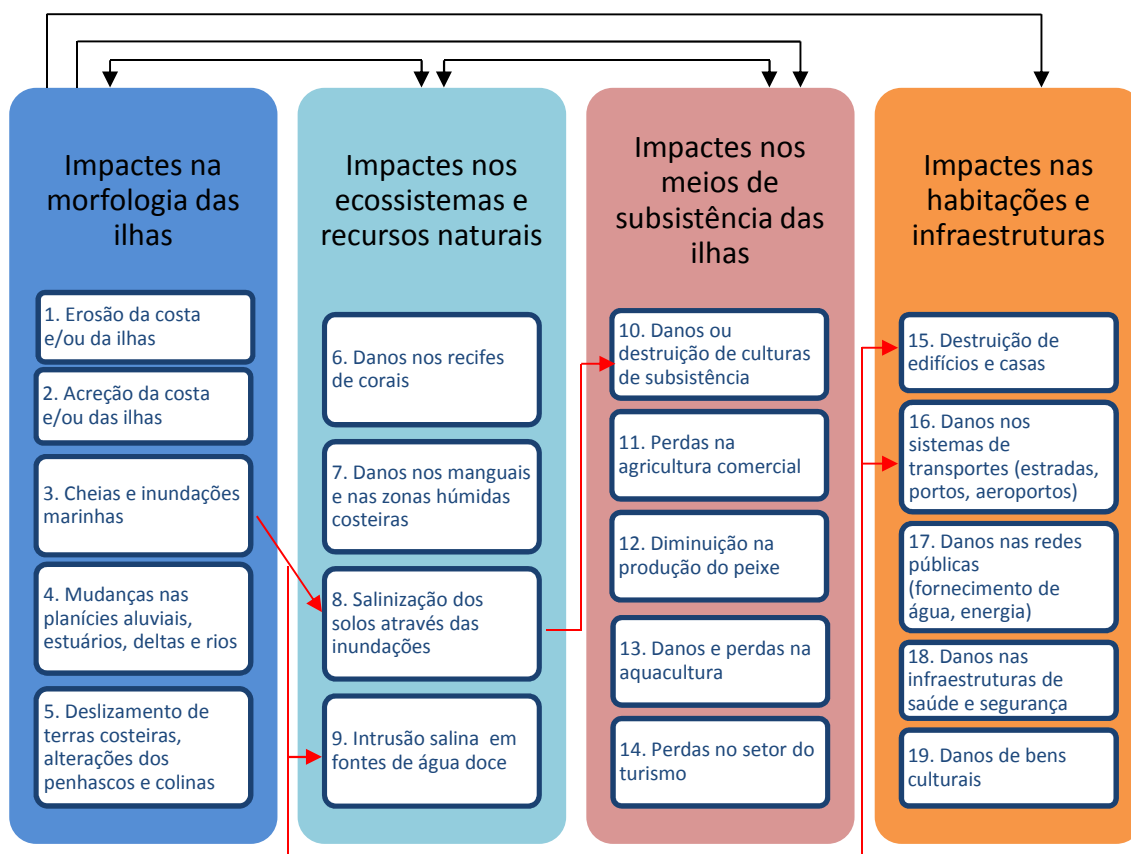 Impactes na
morfologia das
ilhas
1. Erosão da costa
e/ou da ilhas
2. Acreção da costa
e/ou das ilhas
3. Cheias e inundações
marinhas
4. Mudanças nas
planícies aluviais,
estuários, deltas e rios
5. Deslizamento de
terras costeiras,
alterações dos
penhascos e colinas
Impactes nos
ecossistemas e
recursos naturais
6. Danos nos recifes
de corais
7. Danos nos manguais
e nas zonas húmidas
costeiras
8. Salinização dos
solos através das
inundações
9. Intrusão salina em
fontes de água doce
Impactes nos
meios de
subsistência das
ilhas
10. Danos ou
destruição de culturas
de subsistência
11. Perdas na
agricultura comercial
12. Diminuição na
produção do peixe
13. Danos e perdas na
aquacultura
14. Perdas no setor do
turismo
Impactes nas
habitações e
infraestruturas
15. Destruição de
edifícios e casas
16. Danos nos
sistemas de
transportes (estradas,
portos, aeroportos)
17. Danos nas redes
públicas
(fornecimento de
água, energia)
18. Danos nas
infraestruturas de
saúde e segurança
19. Danos de bens
culturais